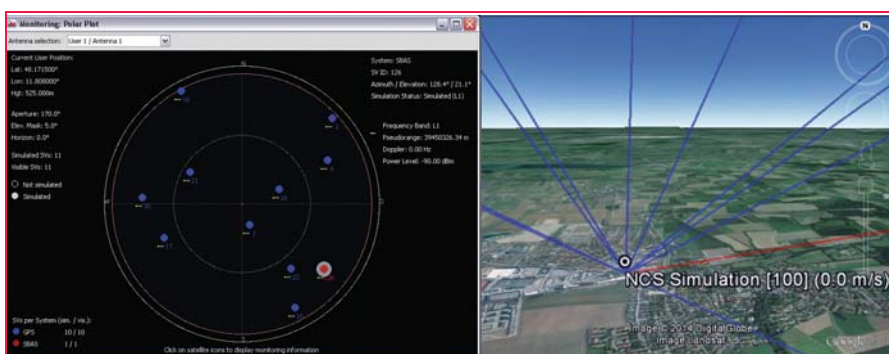 Monitoring: Polar Plot
Antenna selection: User 1 / Antenna 1
Current User Position:
Lat: 48.171500°
Lon: 11.808000°
Hgt: 525.000m
Aperture: 170.0°
Elev. Mask: 5.0°
Horizon: 0.0°
Simulated SVs: 11
Visible SVs: 11
Not simulated
Simulated
System: SBAS
SV ID: 126
Azimuth / Elevation: 128.4° / 21.1°
Simulation Status: Simulated (L1)
Frequency Band: L1
Pseudorange: 39450326.34 m
Doppler: 0.00 Hz
Power Level: -90.00 dBm
N
SVs per System (sim. / vis.):
GPS 10 / 10
SBAS 1 / 1
Click on satellite icons to display monitoring information
N
NCS Simulation [100] (0.0 m/s)
Image © 2014 DigitalGlobe
Image Landsat
Google